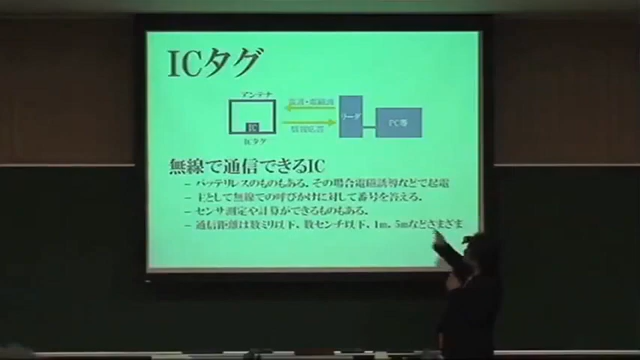 ICタグ
アンテナ
IC
ICタグ
リーダ
PC等
無線で通信できるIC
– バッテリレスのものもある。その場合電磁誘導などで起電
– 主として無線での呼びかけに対して番号を答える。
– センサ測定や計算ができるものもある。
– 通信距離は数ミリ以下、数センチ以下、1m、5mなどさまざま